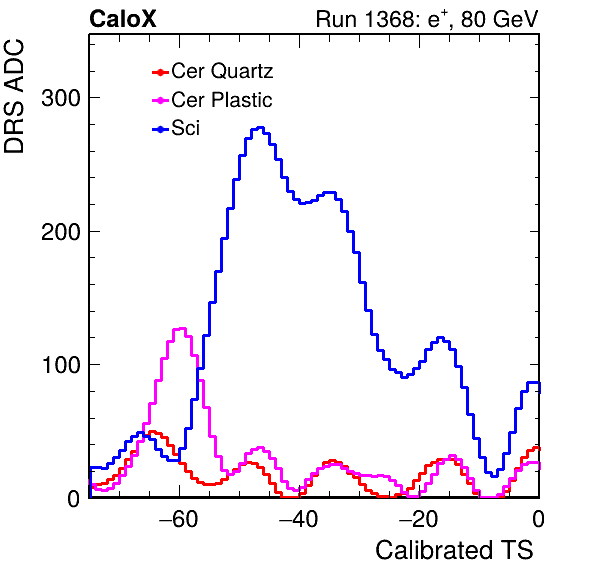 CaloX Run 1368: e⁺, 80 GeV
DRS ADC
Cer Quartz
Cer Plastic
Sci
300
200
100
0
−60 −40 −20 0
Calibrated TS